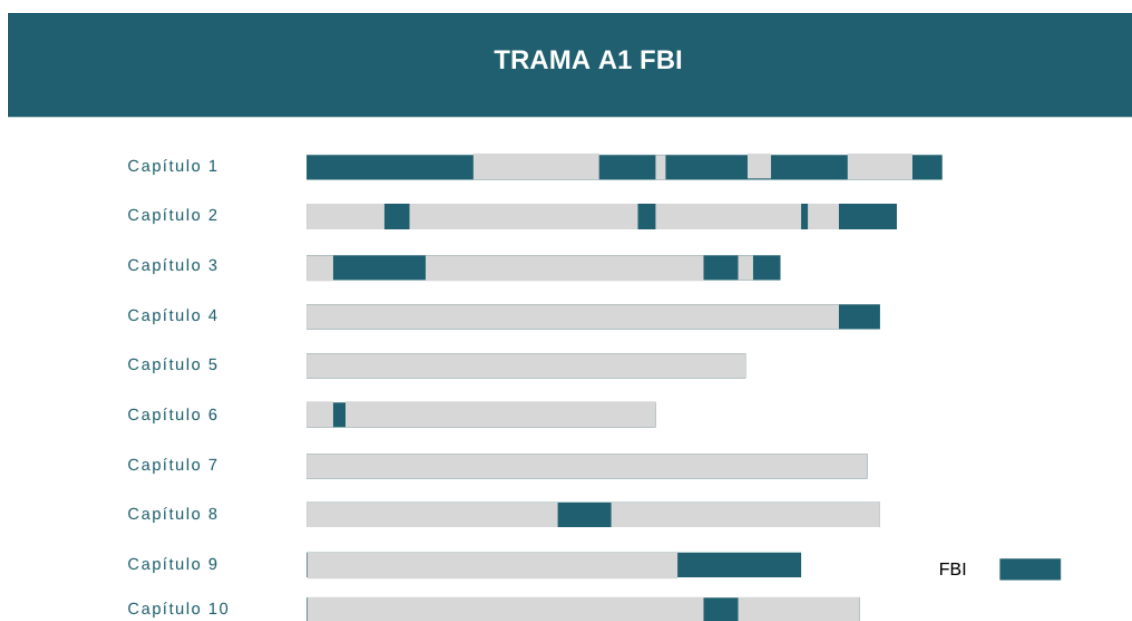 TRAMA A1 FBI
Capítulo 1
Capítulo 2
Capítulo 3
Capítulo 4
Capítulo 5
Capítulo 6
Capítulo 7
Capítulo 8
Capítulo 9
FBI
Capítulo 10